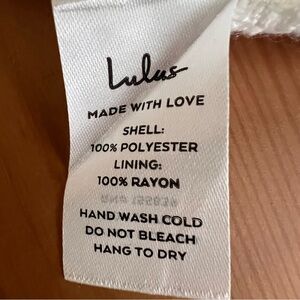 Lulus
MADE WITH LOVE
SHELL:
100% POLYESTER
LINING:
100% RAYON
HAND WASH COLD
DO NOT BLEACH
HANG TO DRY